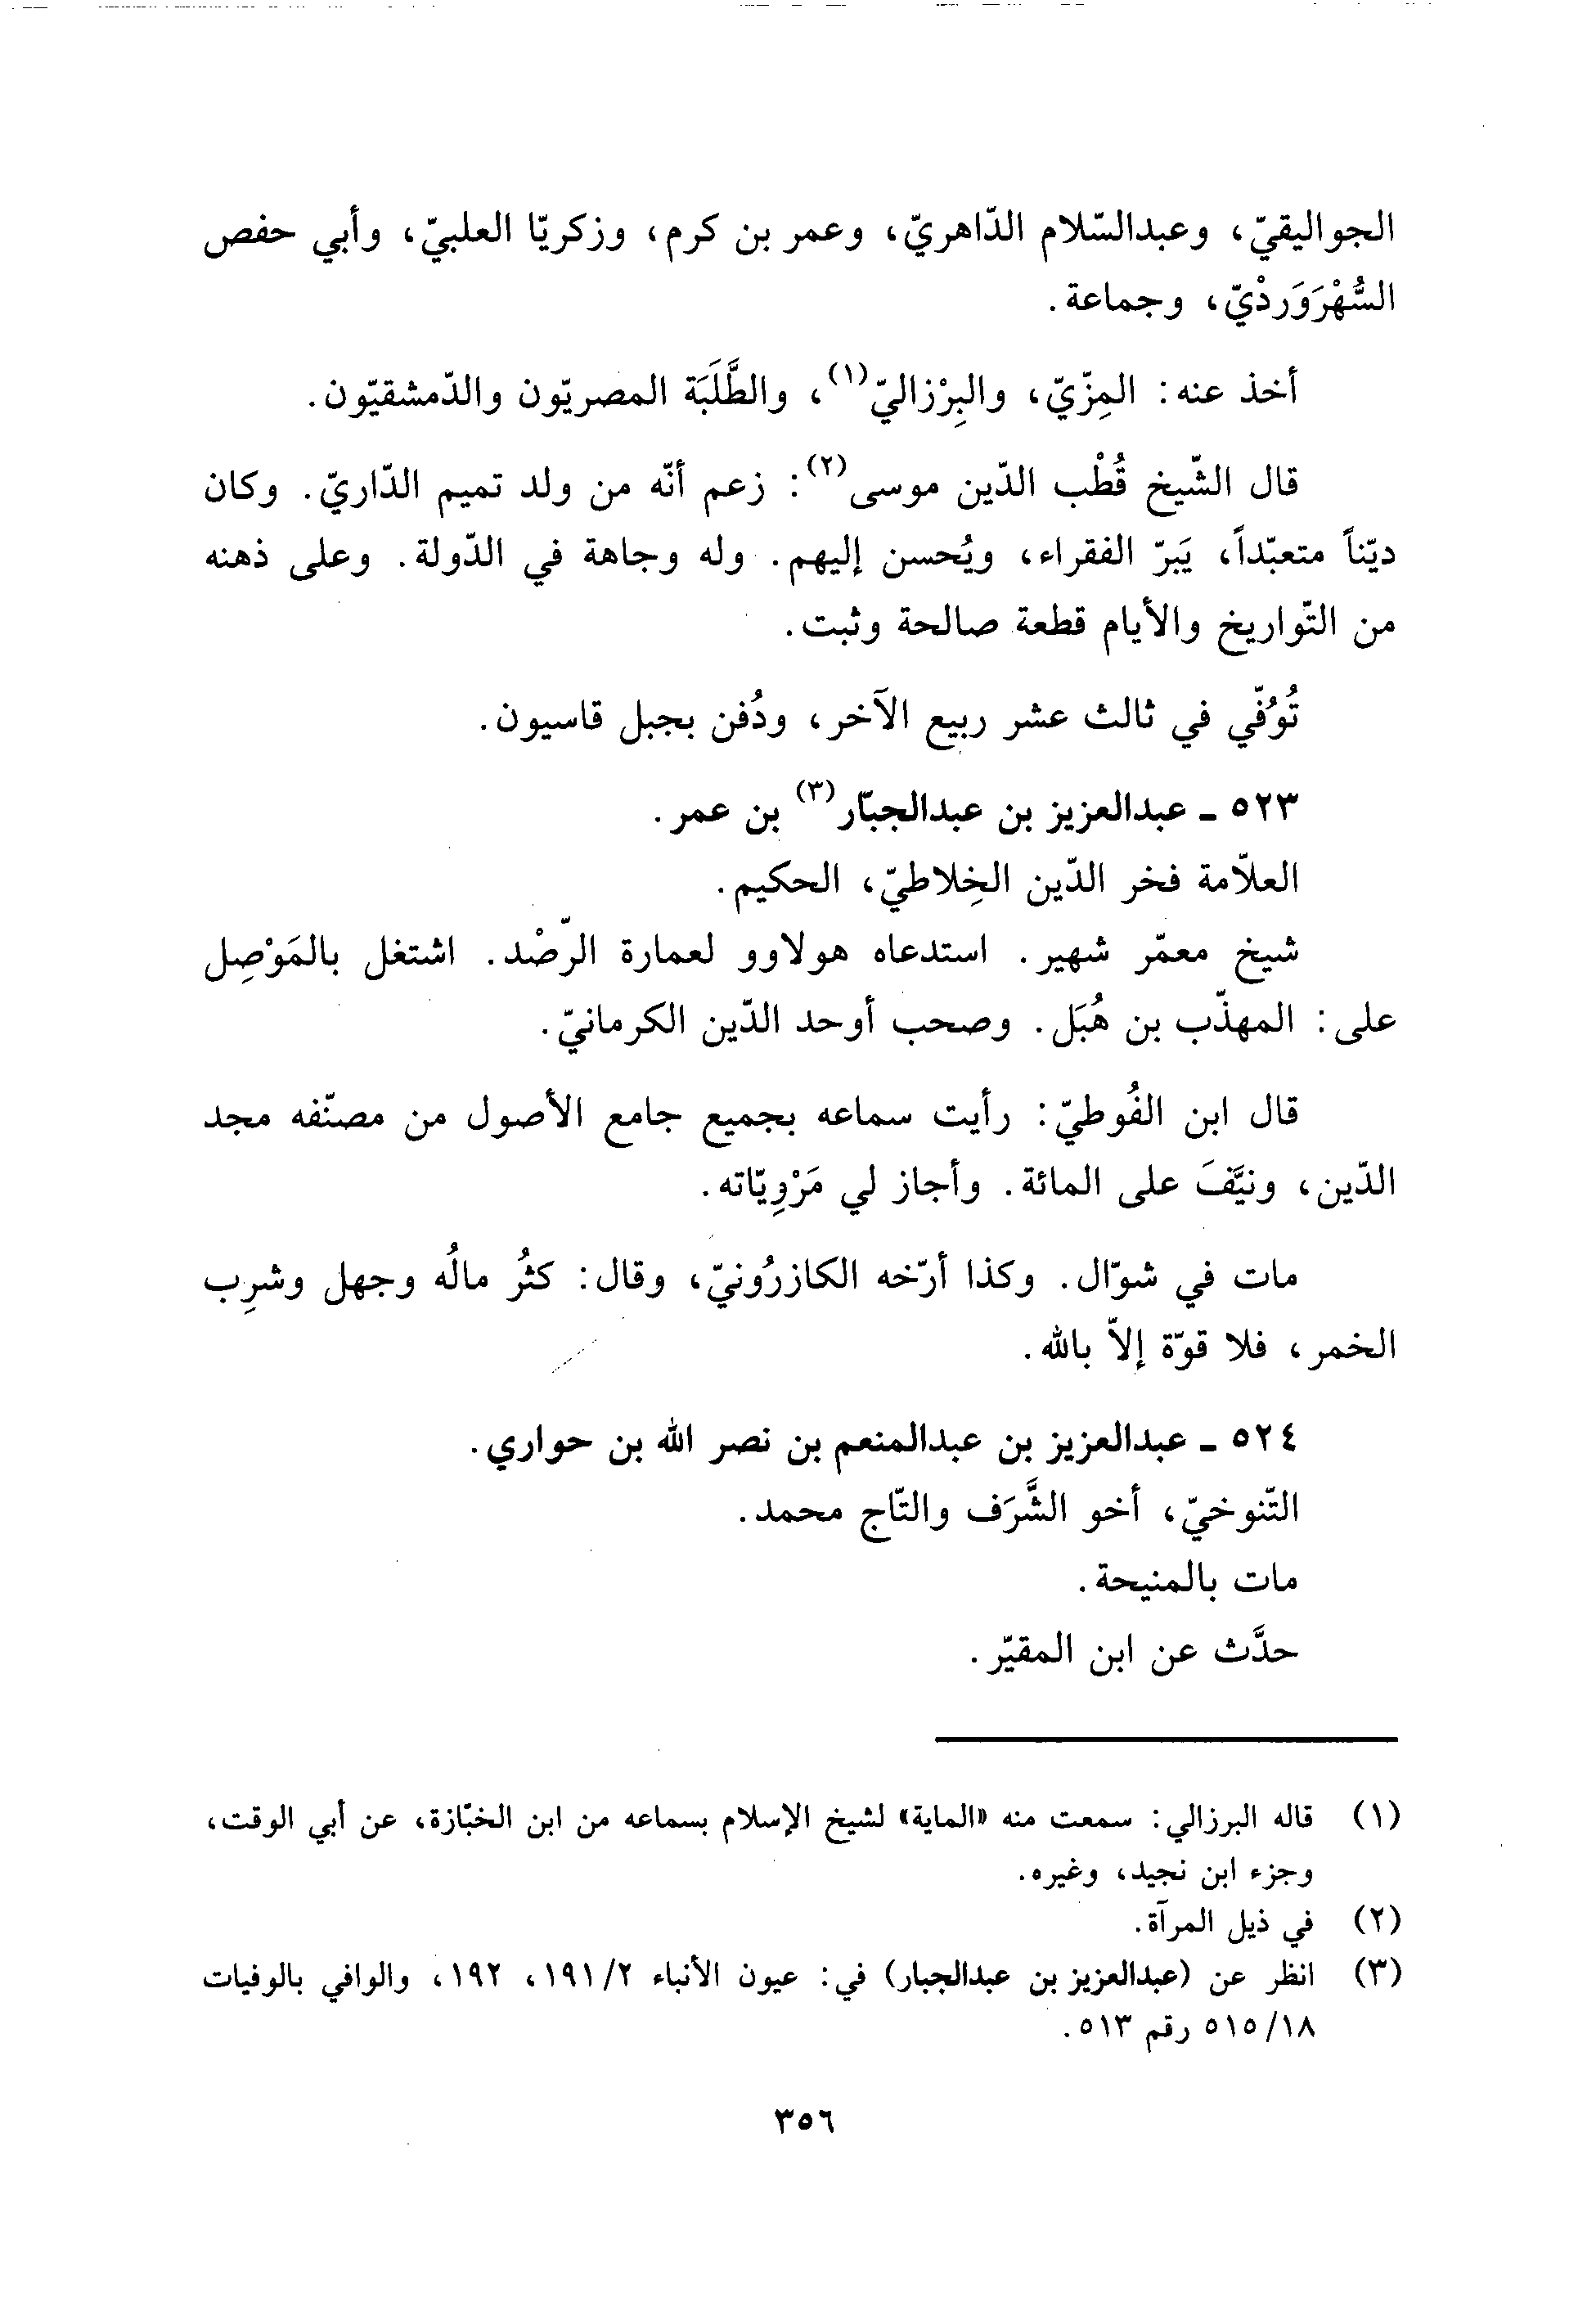 الجواليقيّ، وعبدالسّلام الدّاهريّ، وعمر بن كرم، وزكريّا العلبيّ، وأبي حفص
السُّهْرَوَردْيّ، وجماعة.
أخذ عنه: المِزّيّ، والبِرْزاليّ(١)، والطَّلَبَة المصريّون والدّمشقيّون.
قال الشّيخ قُطْب الدّين موسى(٢): زعم أنّه من ولد تميم الدّاريّ. وكان
ديّناً متعبّداً، يَبرّ الفقراء، ويُحسن إليهم. وله وجاهة في الدّولة. وعلى ذهنه
من التّواريخ والأيام قطعة صالحة وثبت.
تُوُفّي في ثالث عشر ربيع الآخر، ودُفن بجبل قاسيون.
٥٢٣ ـ عبدالعزيز بن عبدالجبّار(٣) بن عمر.
العلاّمة فخر الدّين الخِلاطيّ، الحكيم.
شيخ معمّر شهير. استدعاه هولاوو لعمارة الرّصْد. اشتغل بالمَوْصِل
على: المهذّب بن هُبَل. وصحب أوحد الدّين الكرمانيّ.
قال ابن الفُوطيّ: رأيت سماعه بجميع جامع الأصول من مصنّفه مجد
الدّين، ونيَّفَ على المائة. وأجاز لي مَرْوِيّاته.
مات في شوّال. وكذا أرّخه الكازرُونيّ، وقال: كثُر مالُه وجهل وشرِب
الخمر، فلا قوّة إلاّ بالله.
٥٢٤ ـ عبدالعزيز بن عبدالمنعم بن نصر الله بن حواري.
التّنوخيّ، أخو الشَّرَف والتّاج محمد.
مات بالمنيحة.
حدَّث عن ابن المقيّر.
(١) قاله البرزالي: سمعت منه «الماية» لشيخ الإسلام بسماعه من ابن الخبّازة، عن أبي الوقت،
وجزء ابن نجيد، وغيره.
(٢) في ذيل المرآة.
(٣) انظر عن (عبدالعزيز بن عبدالجبار) في: عيون الأنباء ١٩١/٢، ١٩٢، والوافي بالوفيات
٥١٥/١٨ رقم ٥١٣.
٣٥٦